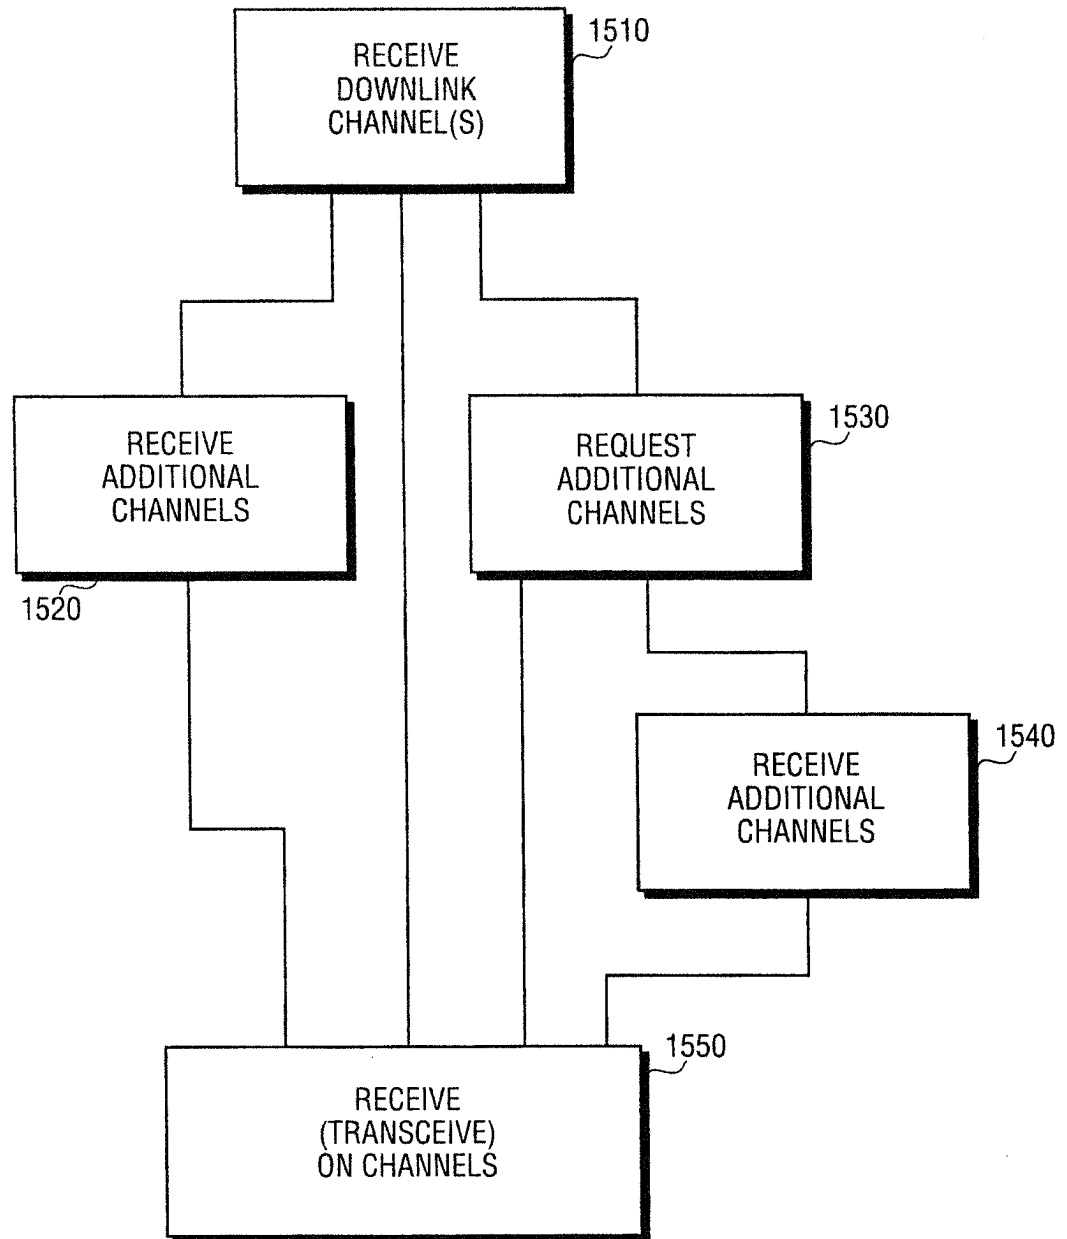 1510
RECEIVE
DOWNLINK
CHANNEL(S)
RECEIVE
ADDITIONAL
CHANNELS
1520
1530
REQUEST
ADDITIONAL
CHANNELS
1540
RECEIVE
ADDITIONAL
CHANNELS
1550
RECEIVE
(TRANSCEIVE)
ON CHANNELS